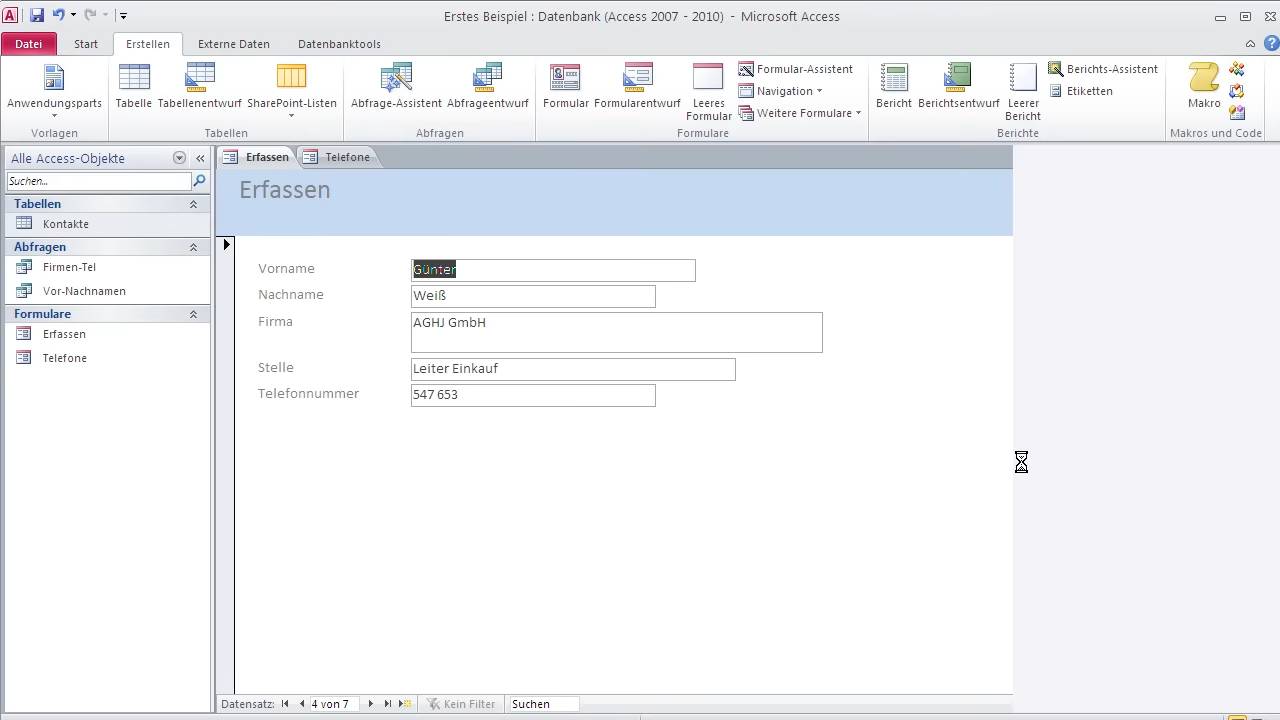 Erstes Beispiel : Datenbank (Access 2007 - 2010) - Microsoft Access
Datei Start Erstellen Externe Daten Datenbanktools
Anwendungsparts Tabelle Tabellenentwurf SharePoint-Listen Abfrage-Assistent Abfrageentwurf Formular Formularentwurf Leeres Formular Formular-Assistent Navigation Weitere Formulare Bericht Berichtsentwurf Leerer Bericht Berichts-Assistent Etiketten Makro
Vorlagen Tabellen Abfragen Formulare Berichte Makros und Code
Alle Access-Objekte
Suchen...
Tabellen
Kontakte
Abfragen
Firmen-Tel
Vor-Nachnamen
Formulare
Erfassen
Telefone
Erfassen Telefone
Erfassen
Vorname Günter
Nachname Weiß
Firma AGHJ GmbH
Stelle Leiter Einkauf
Telefonnummer 547 653
Datensatz: 4 von 7 Kein Filter Suchen